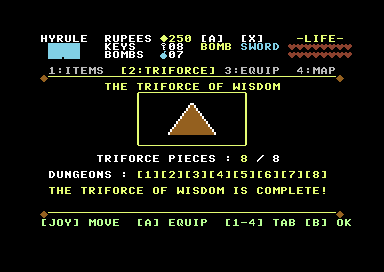 HYRULE RUPEES 250 [A] [X] -LIFE-
KEYS 08 BOMB SWORD
BOMBS 07
1:ITEMS [2:TRIFORCE] 3:EQUIP 4:MAP
THE TRIFORCE OF WISDOM
TRIFORCE PIECES : 8 / 8
DUNGEONS : [1][2][3][4][5][6][7][8]
THE TRIFORCE OF WISDOM IS COMPLETE!
[JOY] MOVE [A] EQUIP [1-4] TAB [B] OK